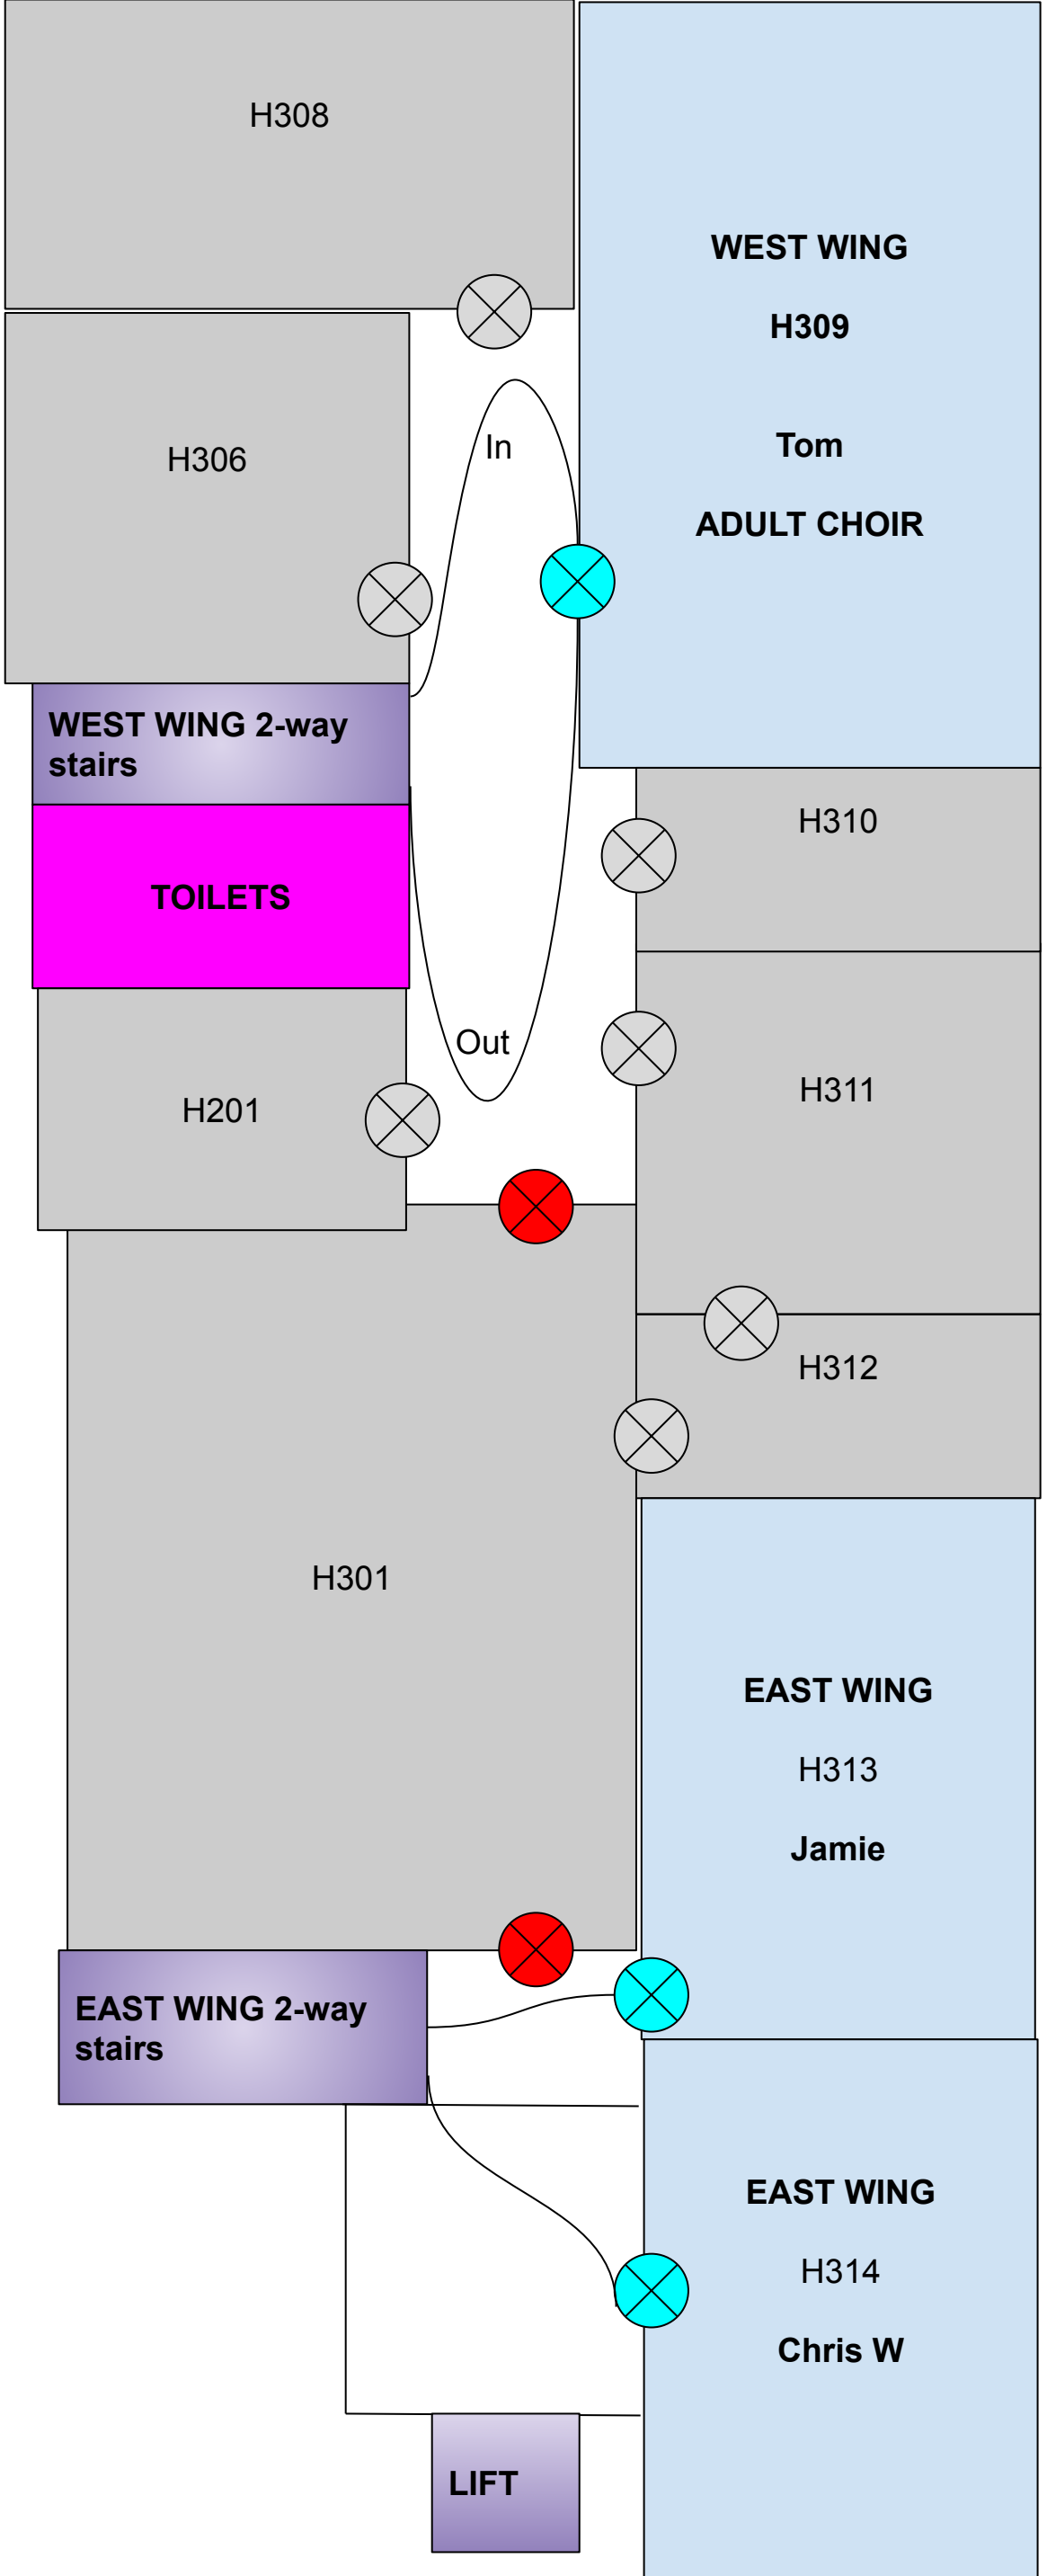 H308
WEST WING
H309
Tom
ADULT CHOIR
In
H306
WEST WING 2-way
stairs
H310
TOILETS
Out
H311
H201
H312
H301
EAST WING
H313
Jamie
EAST WING 2-way
stairs
EAST WING
H314
Chris W
LIFT